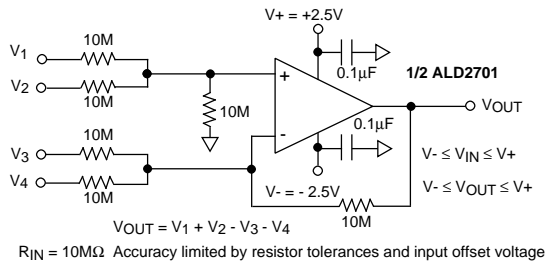 V+ = +2.5V
V1
10M
V2
10M
10M
+
-
0.1µF
1/2 ALD2701
VOUT
0.1µF
V3
10M
V4
10M
V- = - 2.5V
10M
V- ≤ VIN ≤ V+
V- ≤ VOUT ≤ V+
VOUT = V1 + V2 - V3 - V4
RIN = 10MΩ Accuracy limited by resistor tolerances and input offset voltage